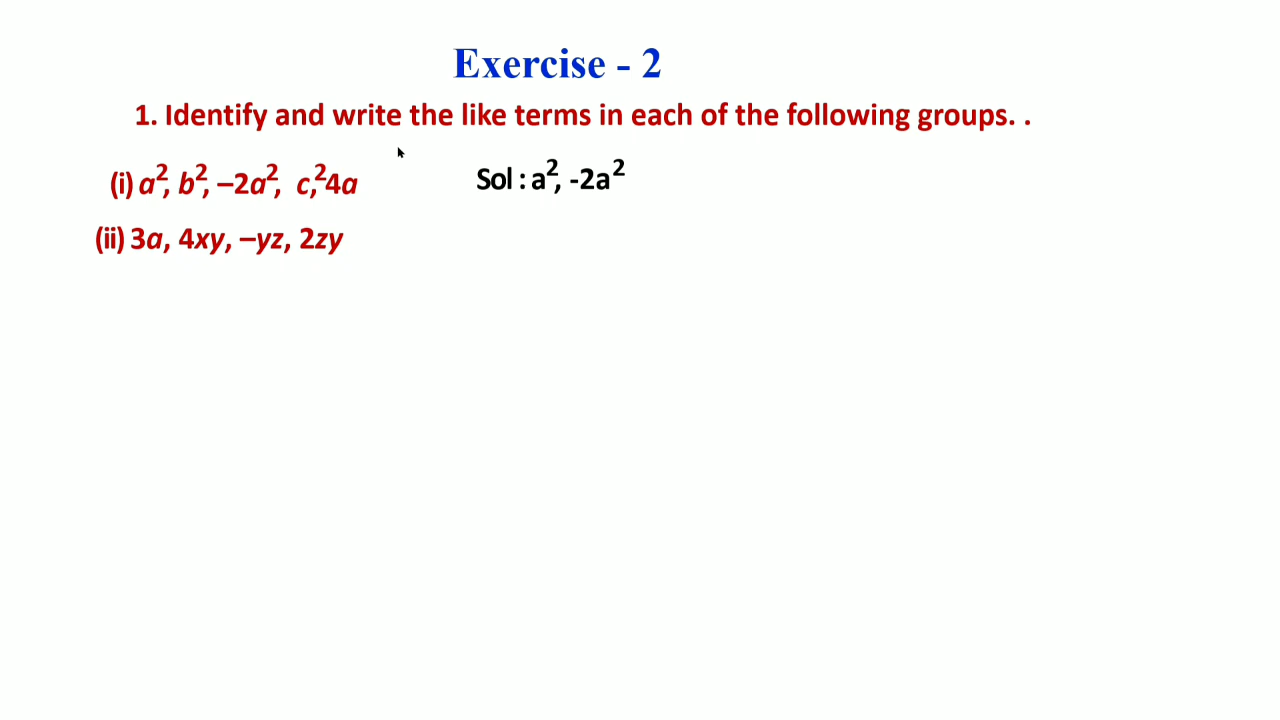 Exercise - 2
1. Identify and write the like terms in each of the following groups. .
(i) a², b², –2a², c,² 4a
Sol : a², -2a²
(ii) 3a, 4xy, –yz, 2zy